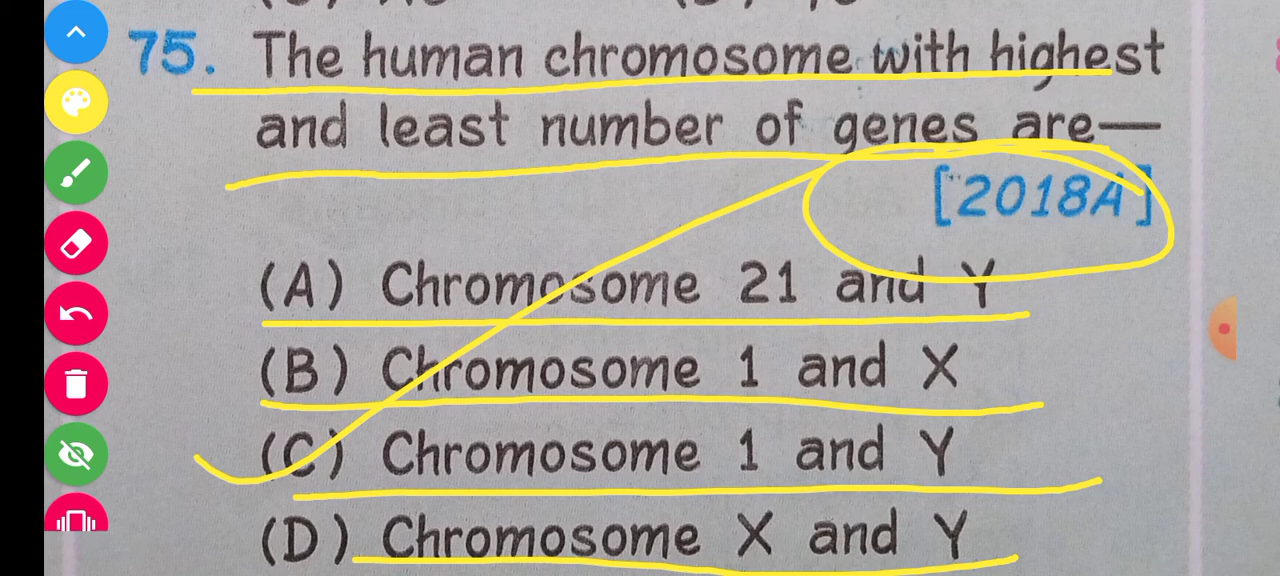 75. The human chromosome with highest
and least number of genes are—
[2018A]
(A) Chromosome 21 and Y
(B) Chromosome 1 and X
(C) Chromosome 1 and Y
(D) Chromosome X and Y